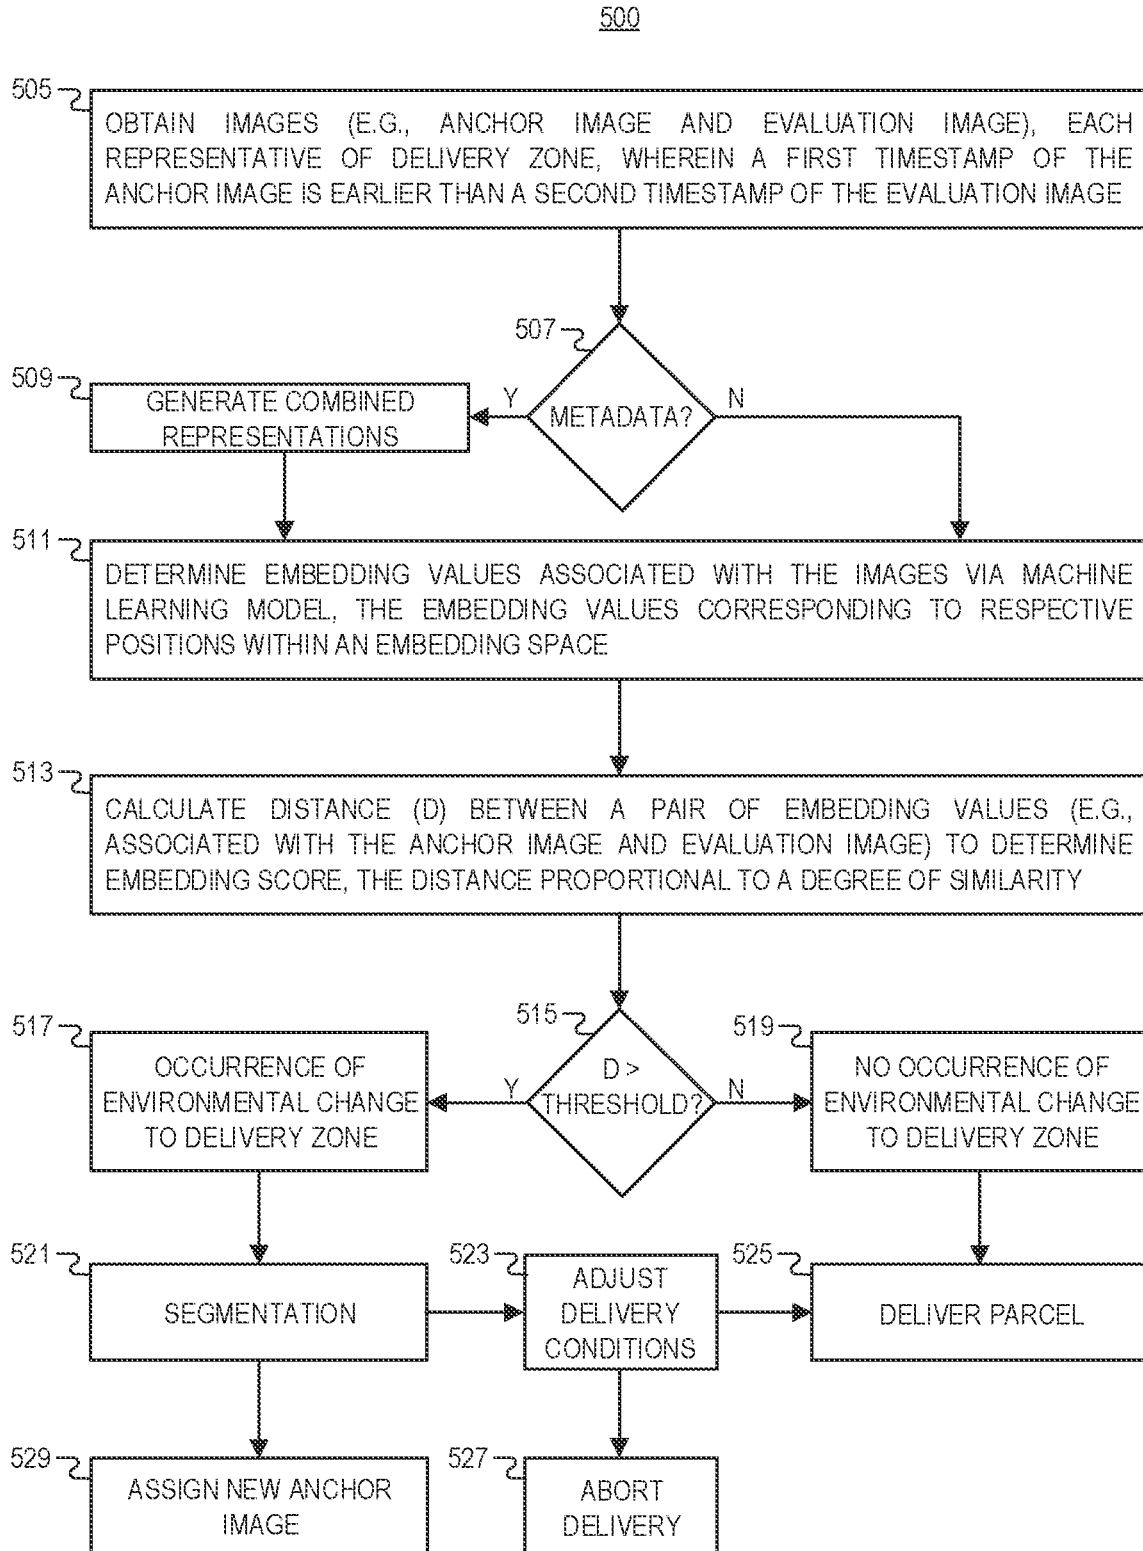 500
505
OBTAIN IMAGES (E.G., ANCHOR IMAGE AND EVALUATION IMAGE), EACH
REPRESENTATIVE OF DELIVERY ZONE, WHEREIN A FIRST TIMESTAMP OF THE
ANCHOR IMAGE IS EARLIER THAN A SECOND TIMESTAMP OF THE EVALUATION IMAGE
507
METADATA?
Y
N
509
GENERATE COMBINED
REPRESENTATIONS
511
DETERMINE EMBEDDING VALUES ASSOCIATED WITH THE IMAGES VIA MACHINE
LEARNING MODEL, THE EMBEDDING VALUES CORRESPONDING TO RESPECTIVE
POSITIONS WITHIN AN EMBEDDING SPACE
513
CALCULATE DISTANCE (D) BETWEEN A PAIR OF EMBEDDING VALUES (E.G.,
ASSOCIATED WITH THE ANCHOR IMAGE AND EVALUATION IMAGE) TO DETERMINE
EMBEDDING SCORE, THE DISTANCE PROPORTIONAL TO A DEGREE OF SIMILARITY
515
D >
THRESHOLD?
Y
N
517
OCCURRENCE OF
ENVIRONMENTAL CHANGE
TO DELIVERY ZONE
519
NO OCCURRENCE OF
ENVIRONMENTAL CHANGE
TO DELIVERY ZONE
521
SEGMENTATION
523
ADJUST
DELIVERY
CONDITIONS
525
DELIVER PARCEL
529
ASSIGN NEW ANCHOR
IMAGE
527
ABORT
DELIVERY